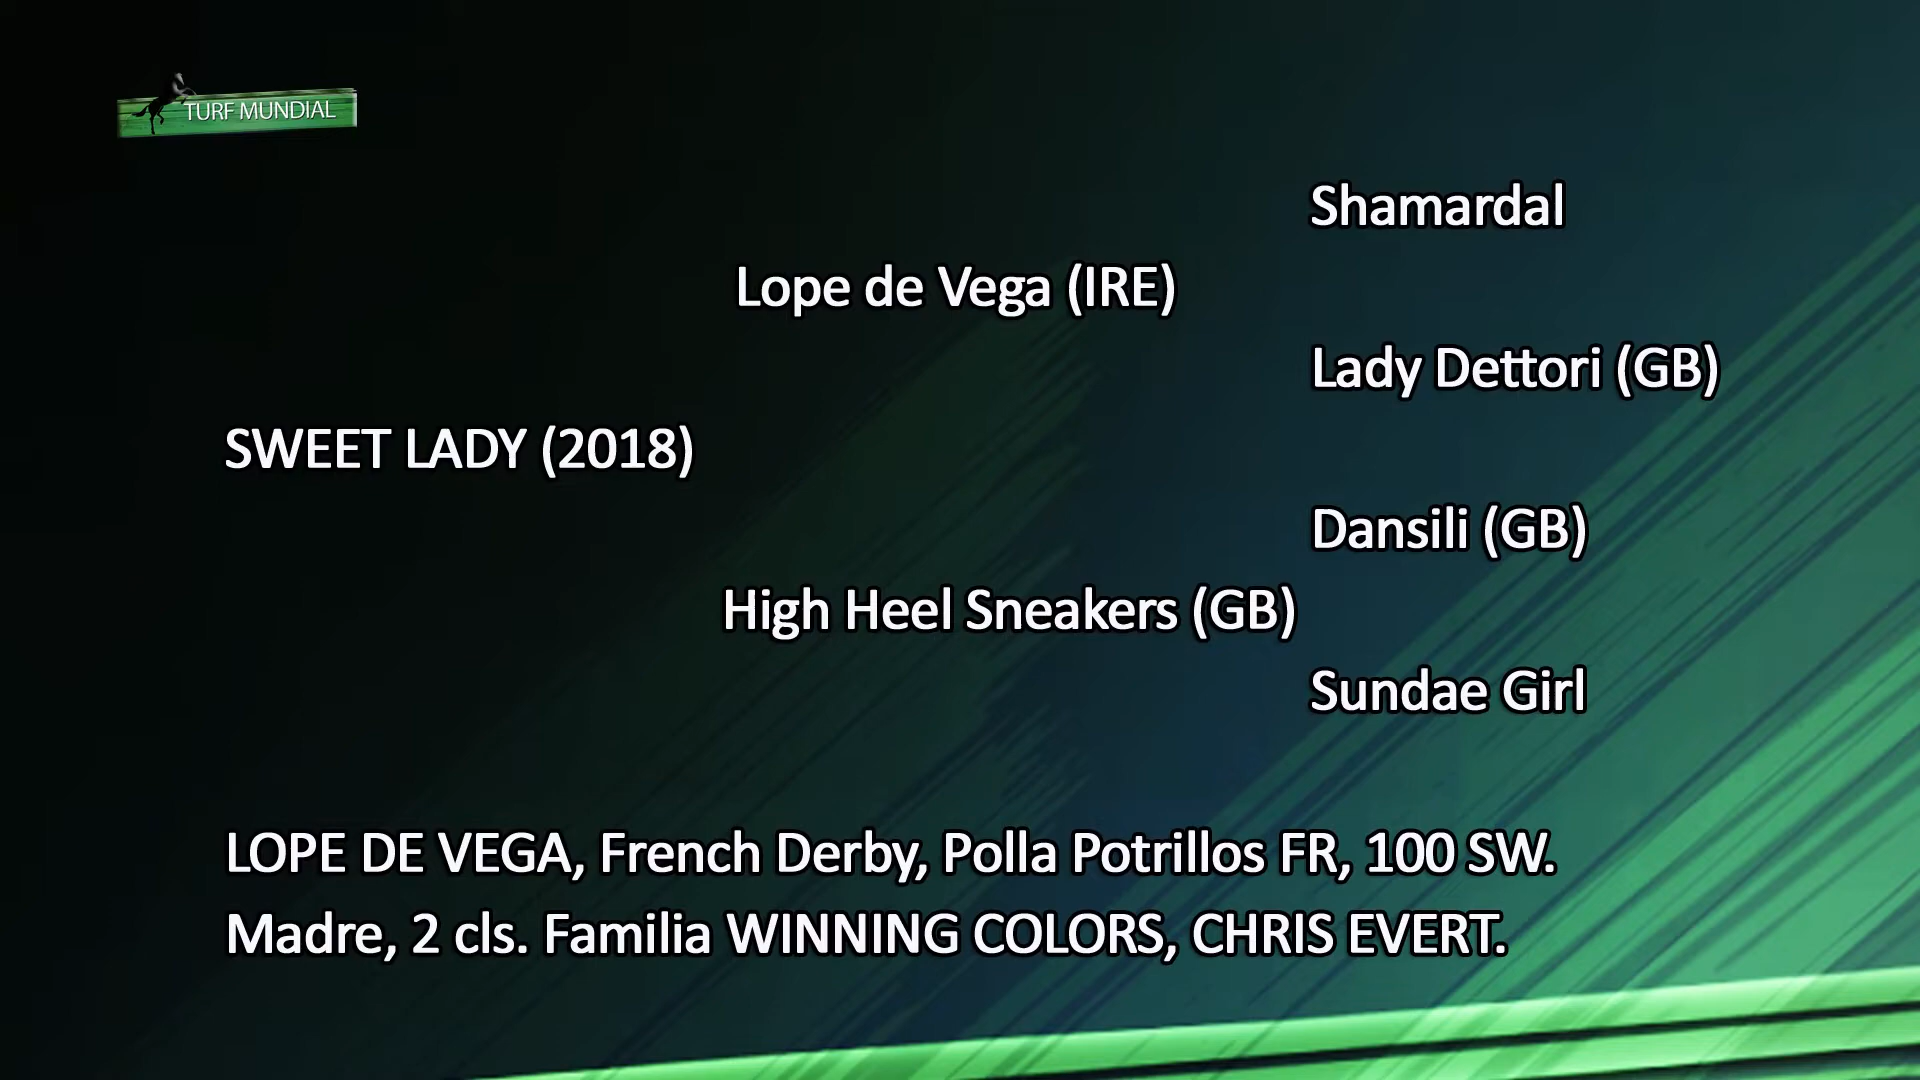 TURF MUNDIAL
Shamardal
Lope de Vega (IRE)
Lady Dettori (GB)
SWEET LADY (2018)
Dansili (GB)
High Heel Sneakers (GB)
Sundae Girl
LOPE DE VEGA, French Derby, Polla Potrillos FR, 100 SW.
Madre, 2 cls. Familia WINNING COLORS, CHRIS EVERT.